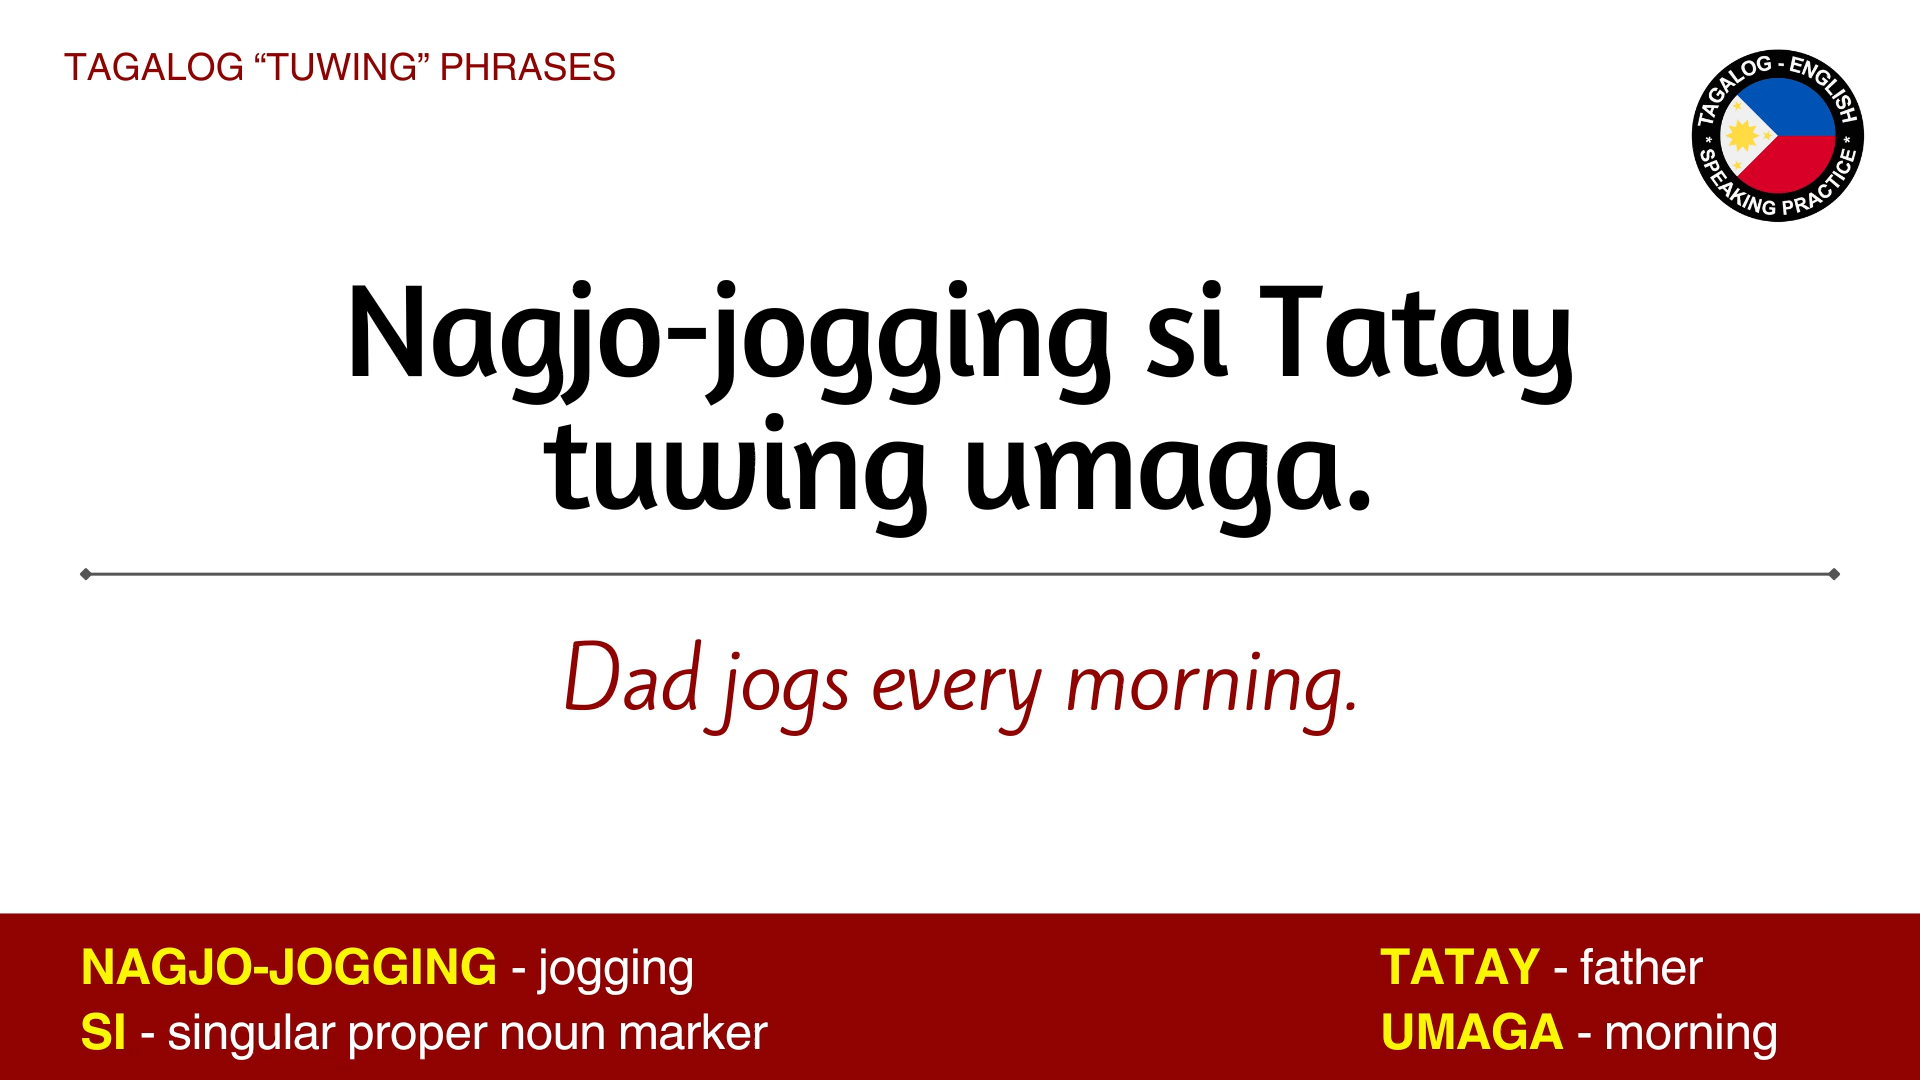 TAGALOG “TUWING” PHRASES
TAGALOG - ENGLISH
* SPEAKING PRACTICE *
Nagjo-jogging si Tatay
tuwing umaga.
Dad jogs every morning.
NAGJO-JOGGING - jogging
SI - singular proper noun marker
TATAY - father
UMAGA - morning